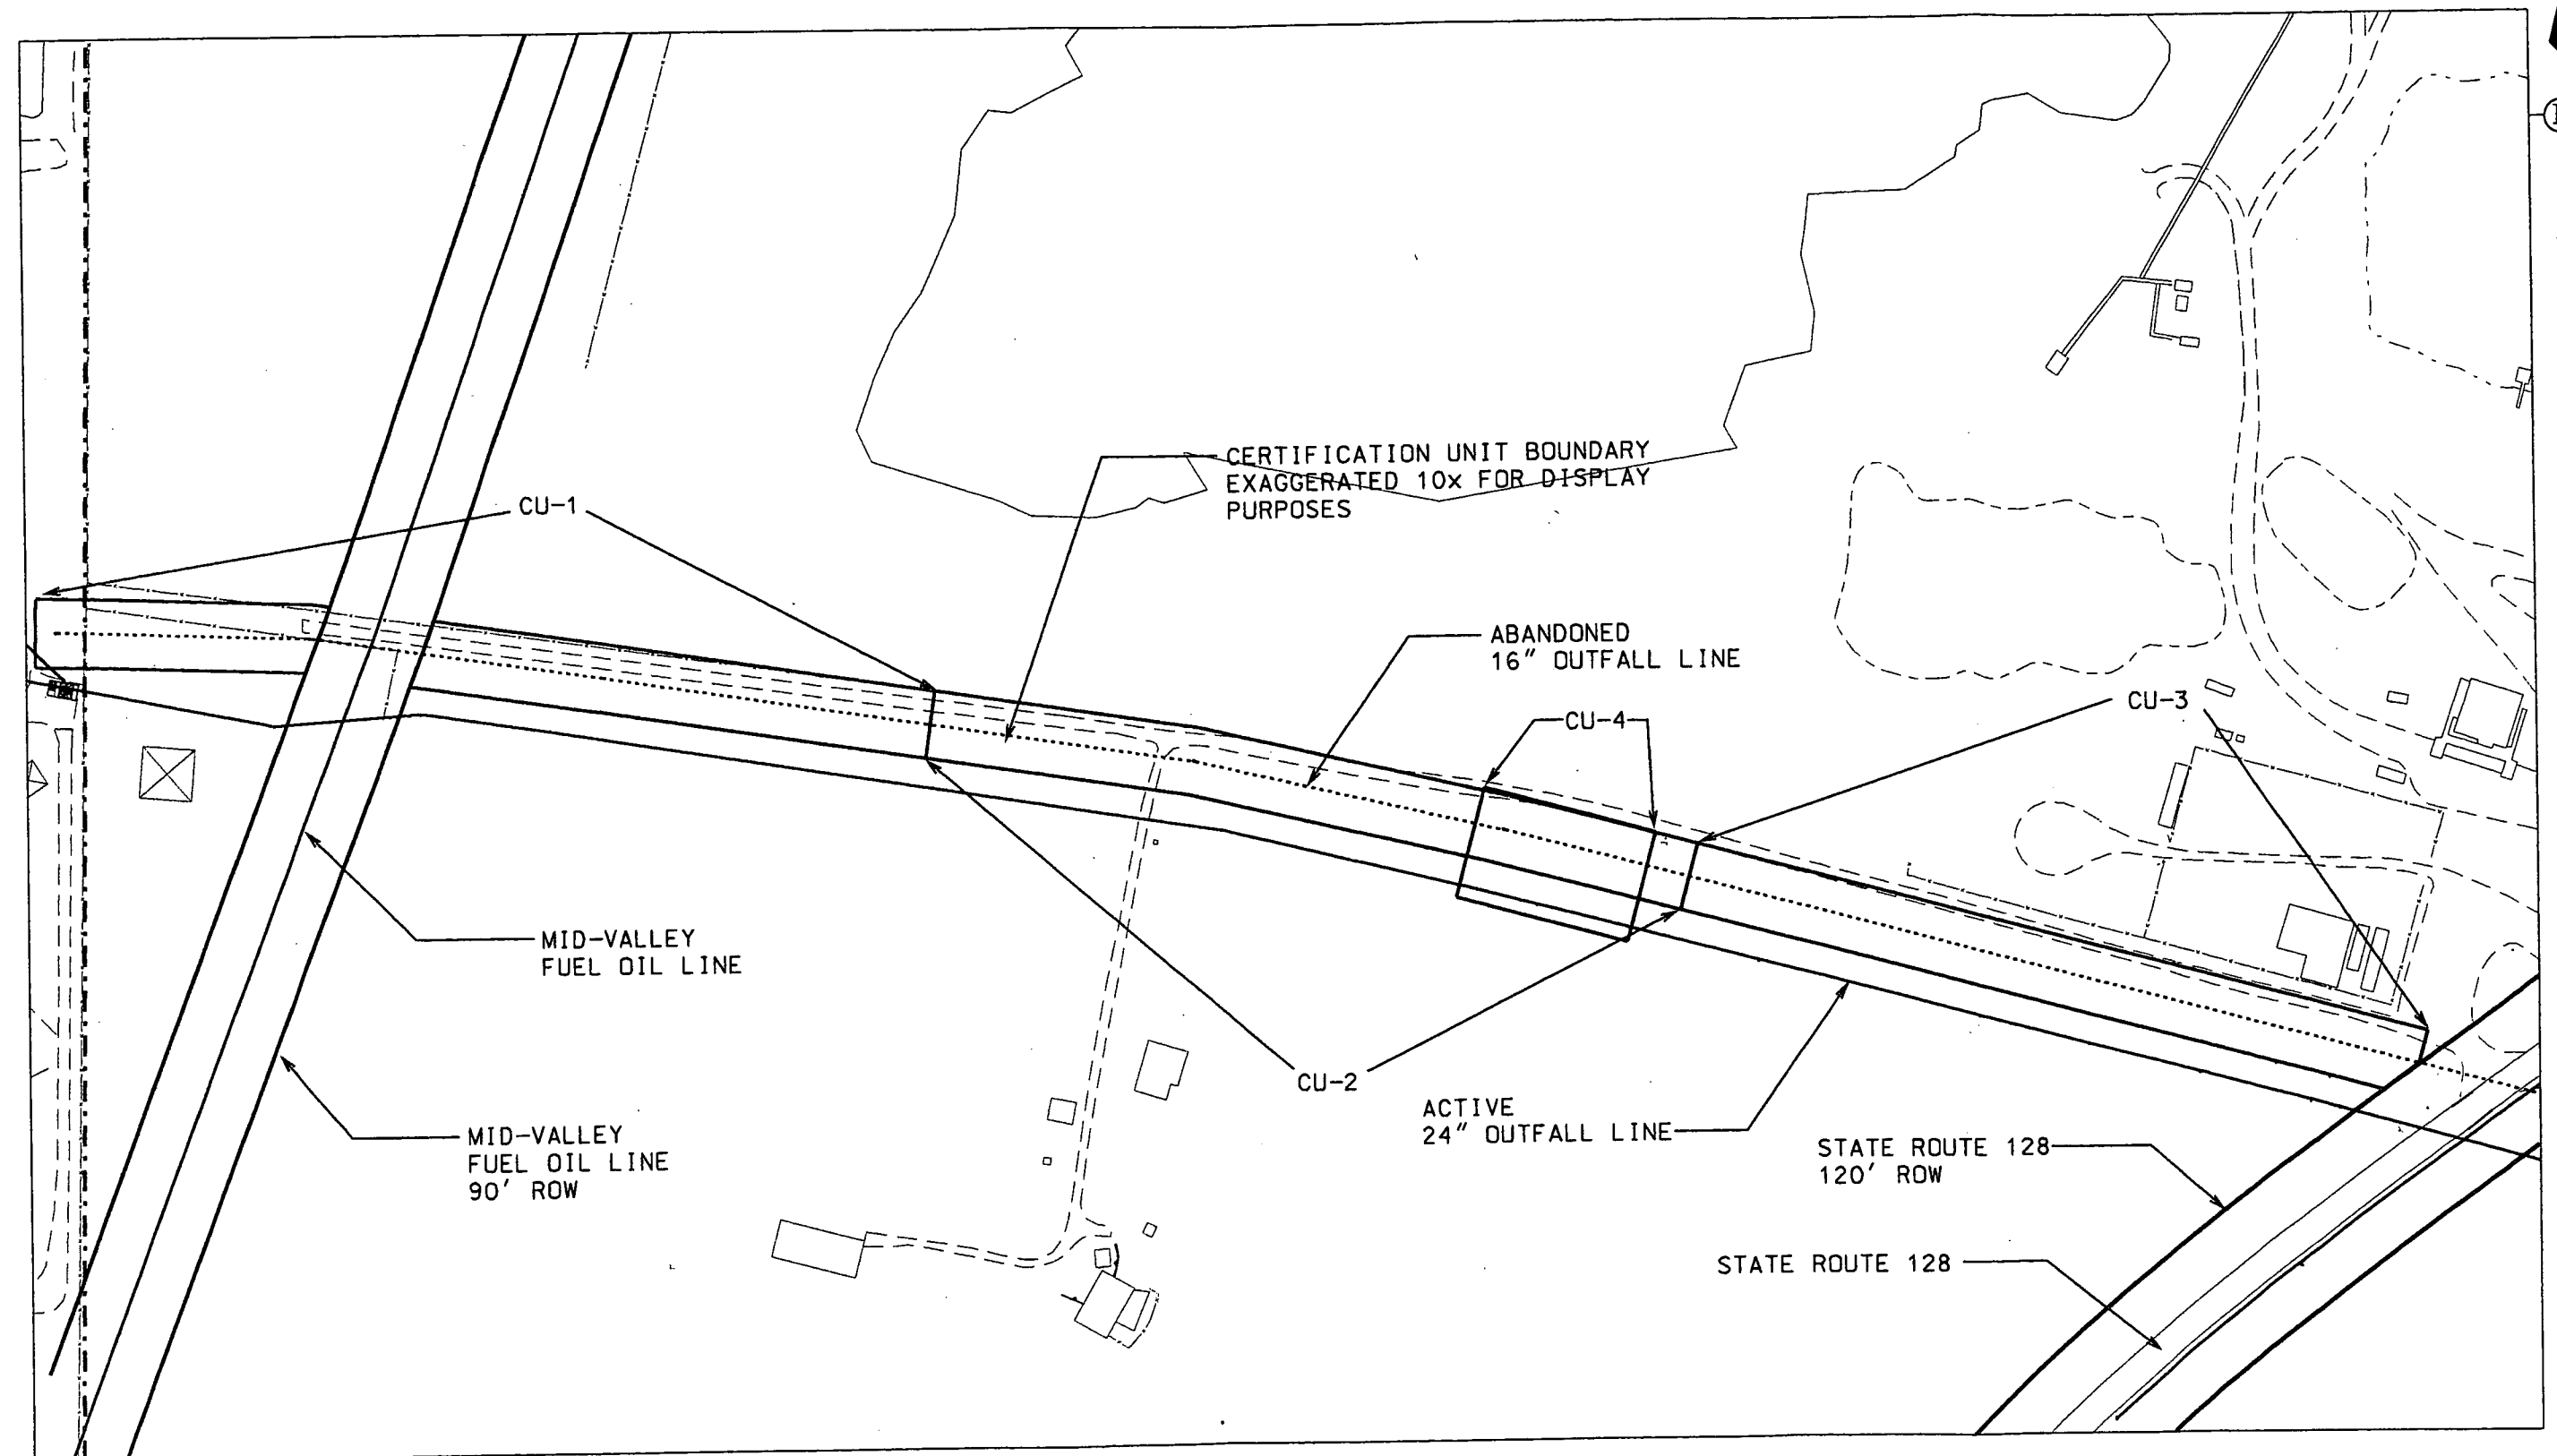 CERTIFICATION UNIT BOUNDARY
EXAGGERATED 10x FOR DISPLAY
PURPOSES
CU-1
ABANDONED
16" OUTFALL LINE
CU-4
CU-3
MID-VALLEY
FUEL OIL LINE
CU-2
ACTIVE
24" OUTFALL LINE
MID-VALLEY
FUEL OIL LINE
90' ROW
STATE ROUTE 128
120' ROW
STATE ROUTE 128